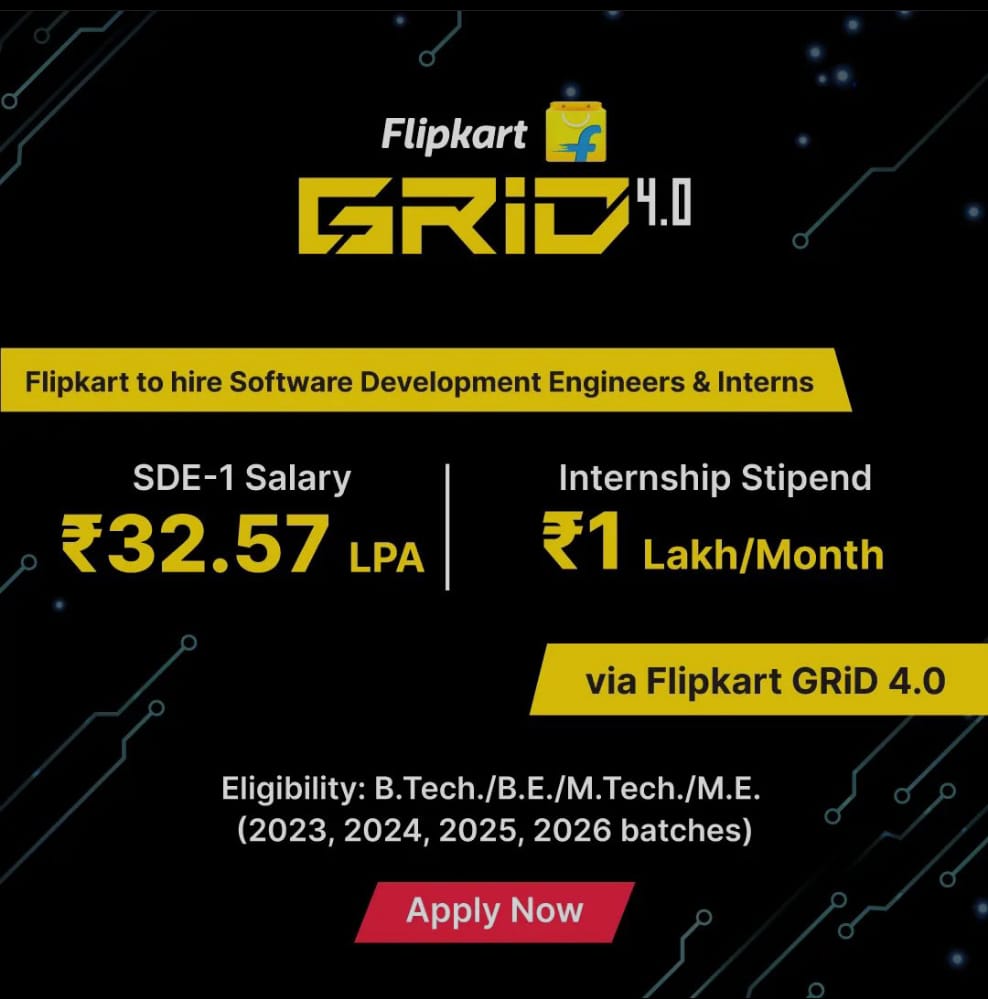 Flipkart
GRiD 4.0
Flipkart to hire Software Development Engineers & Interns
SDE-1 Salary
₹32.57 LPA
Internship Stipend
₹1 Lakh/Month
via Flipkart GRiD 4.0
Eligibility: B.Tech./B.E./M.Tech./M.E.
(2023, 2024, 2025, 2026 batches)
Apply Now